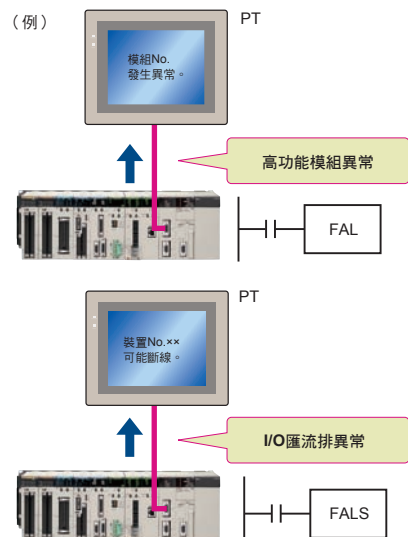 （例）
PT
模組No.
發生異常。
高功能模組異常
FAL
PT
裝置No.××
可能斷線。
I/O匯流排異常
FALS